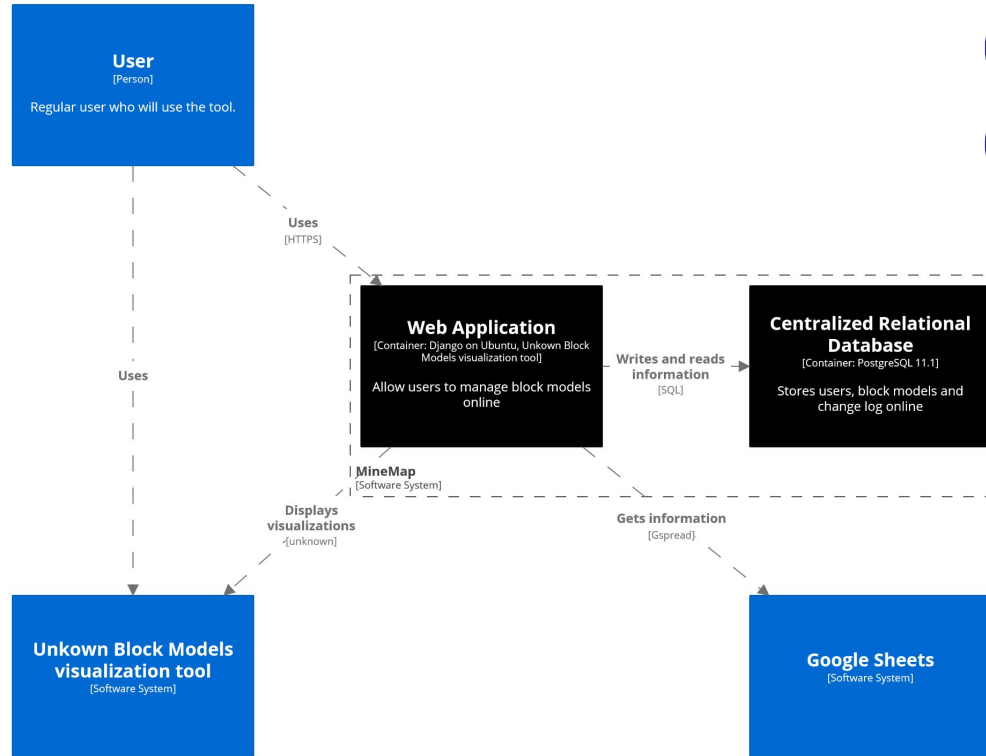 User
[Person]
Regular user who will use the tool.
Uses
[HTTPS]
Web Application
[Container: Django on Ubuntu, Unkown Block
Models visualization tool]
Allow users to manage block models
online
Writes and reads
information
[SQL]
Centralized Relational
Database
[Container: PostgreSQL 11.1]
Stores users, block models and
change log online
Uses
MineMap
[Software System]
Displays
visualizations
[unknown]
Gets information
[Gspread]
Unkown Block Models
visualization tool
[Software System]
Google Sheets
[Software System]